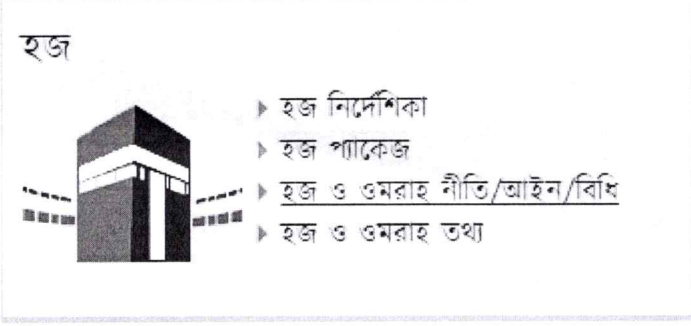 হজ
হজ নির্দেশিকা
হজ প্যাকেজ
হজ ও ওমরাহ নীতি/আইন/বিধি
হজ ও ওমরাহ তথ্য